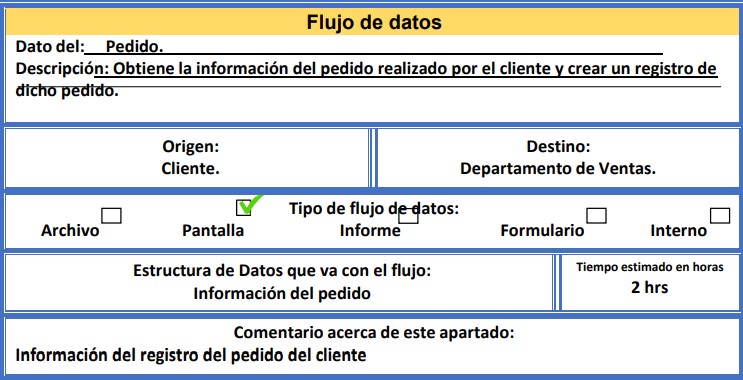 Flujo de datos
Dato del: Pedido.
Descripción: Obtiene la información del pedido realizado por el cliente y crear un registro de
dicho pedido.
Origen:
Cliente.
Destino:
Departamento de Ventas.
Tipo de flujo de datos:
Archivo Pantalla Informe Formulario Interno
Estructura de Datos que va con el flujo:
Información del pedido
Tiempo estimado en horas
2 hrs
Comentario acerca de este apartado:
Información del registro del pedido del cliente